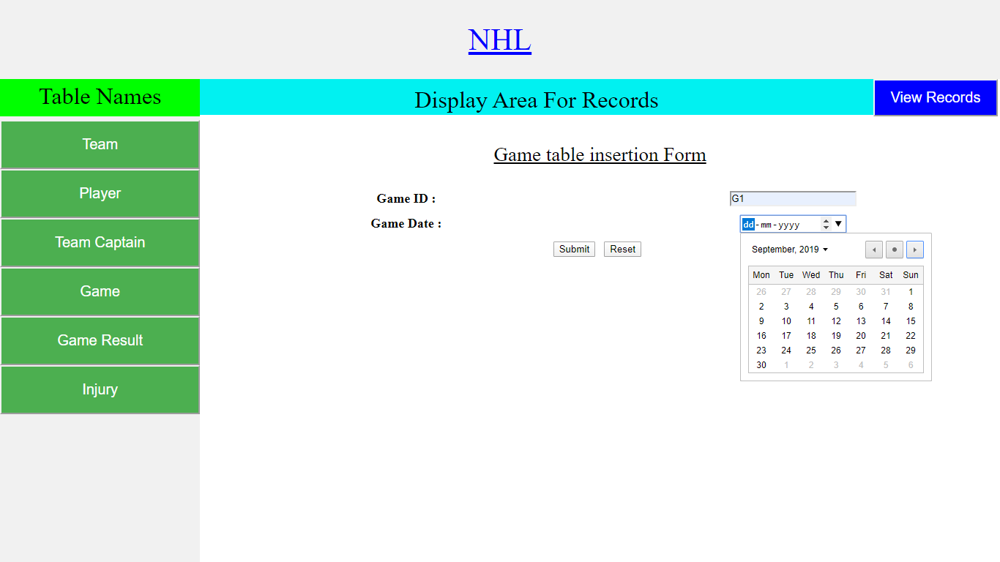 NHL
Table Names
Display Area For Records
View Records
Team
Player
Team Captain
Game
Game Result
Injury
Game table insertion Form
Game ID : G1
Game Date : dd-mm-yyyy
Submit Reset
September, 2019
Mon Tue Wed Thu Fri Sat Sun
26 27 28 29 30 31 1
2 3 4 5 6 7 8
9 10 11 12 13 14 15
16 17 18 19 20 21 22
23 24 25 26 27 28 29
30 1 2 3 4 5 6